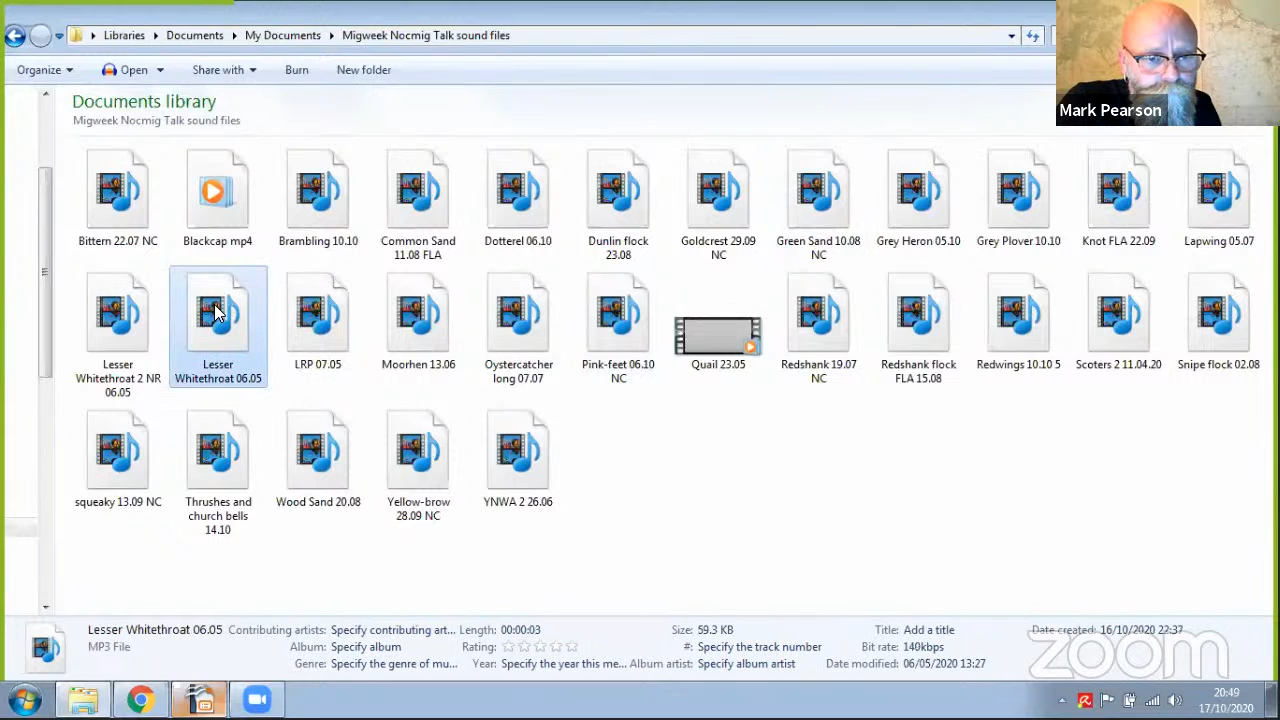 Libraries Documents My Documents Migweek Nocmig Talk sound files
Organize Open Share with Burn New folder
Mark Pearson
Documents library
Migweek Nocmig Talk sound files
Bittern 22.07 NC
Blackcap mp4
Brambling 10.10
Common Sand
11.08 FLA
Dotterel 06.10
Dunlin flock
23.08
Goldcrest 29.09
NC
Green Sand 10.08
NC
Grey Heron 05.10
Grey Plover 10.10
Knot FLA 22.09
Lapwing 05.07
Lesser
Whitethroat 2 NR
06.05
Lesser
Whitethroat 06.05
LRP 07.05
Moorhen 13.06
Oystercatcher
long 07.07
Pink-feet 06.10
NC
Quail 23.05
Redshank 19.07
NC
Redshank flock
FLA 15.08
Redwings 10.10 5
Scoters 2 11.04.20
Snipe flock 02.08
squeaky 13.09 NC
Thrushes and
church bells
14.10
Wood Sand 20.08
Yellow-brow
28.09 NC
YNWA 2 26.06
Lesser Whitethroat 06.05 Contributing artists: Specify contributing art... Length: 00:00:03 Size: 59.3 KB Title: Add a title Date created: 16/10/2020 22:37
MP3 File Album: Specify album Rating: #: Specify the track number Bit rate: 140kbps
Genre: Specify the genre of mu... Year: Specify the year this me... Album artist: Specify album artist Date modified: 06/05/2020 13:27
zoom
20:49
17/10/2020